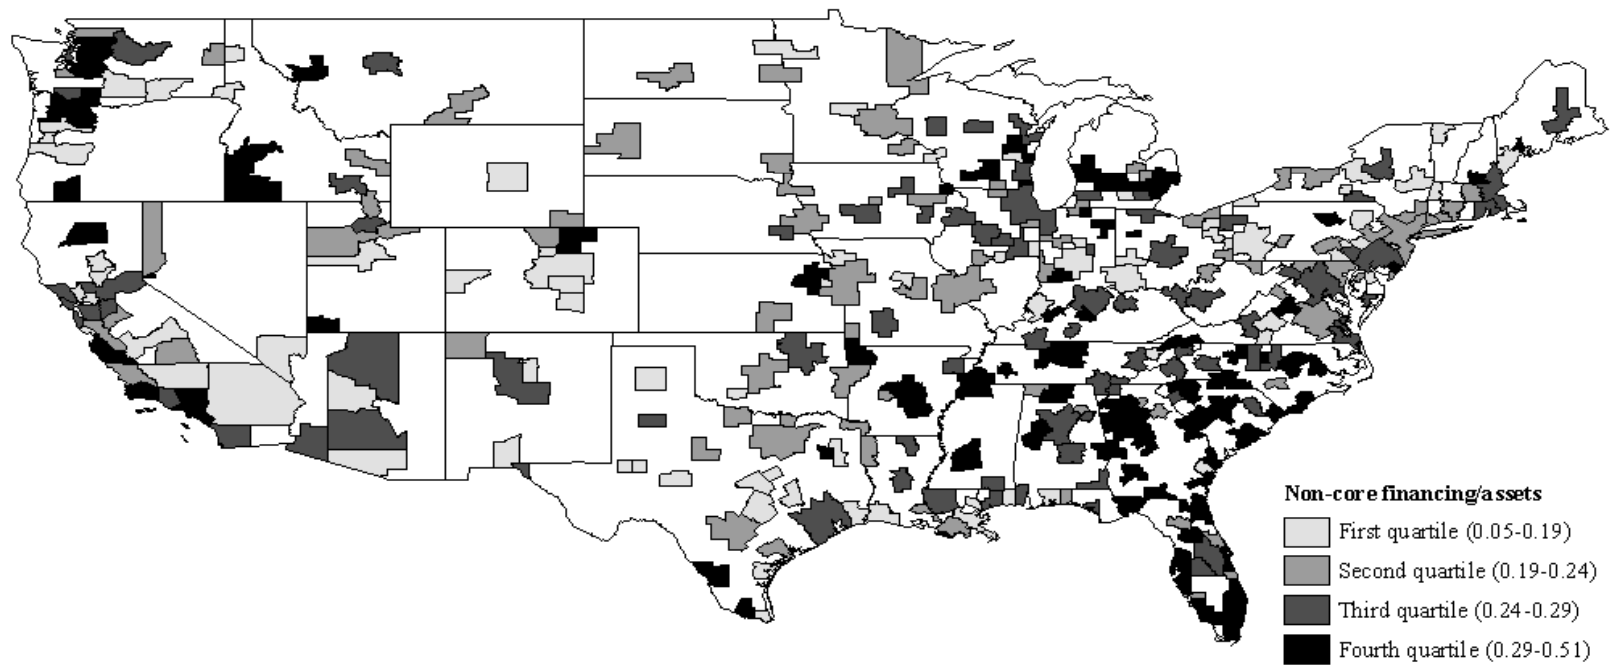 Non-core financing/assets
First quartile (0.05-0.19)
Second quartile (0.19-0.24)
Third quartile (0.24-0.29)
Fourth quartile (0.29-0.51)